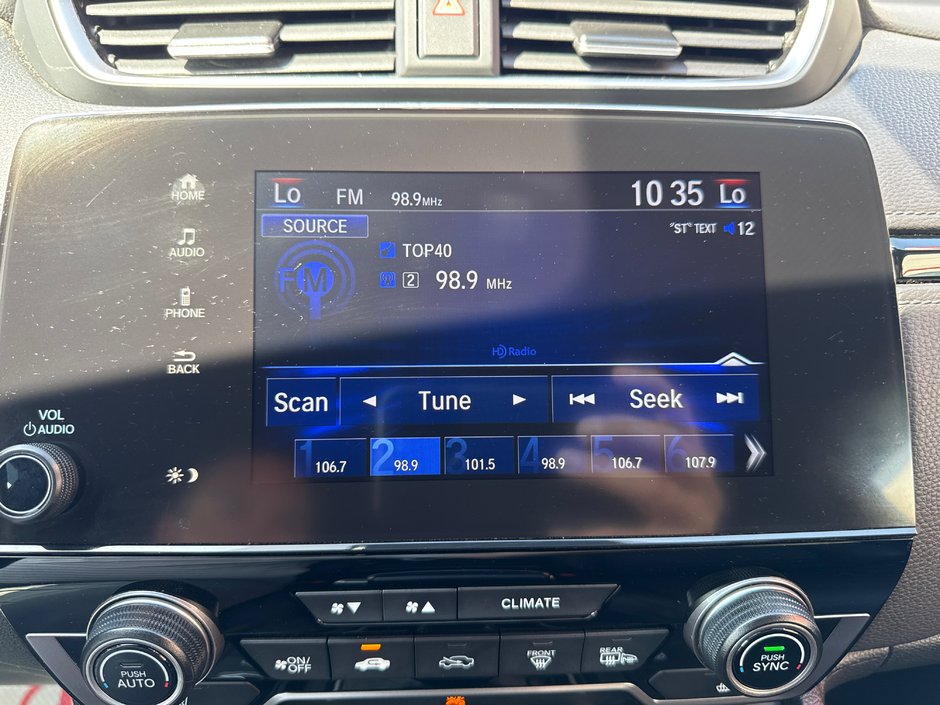 Lo FM 98.9MHz 10 35 Lo
HOME
SOURCE "ST" TEXT 12
AUDIO
TOP40
FM 2 98.9 MHz
PHONE
HD Radio
BACK
Scan Tune Seek
VOL
AUDIO
1 106.7 2 98.9 3 101.5 4 98.9 5 106.7 6 107.9
CLIMATE
ON/OFF
FRONT
REAR
PUSH AUTO
PUSH SYNC